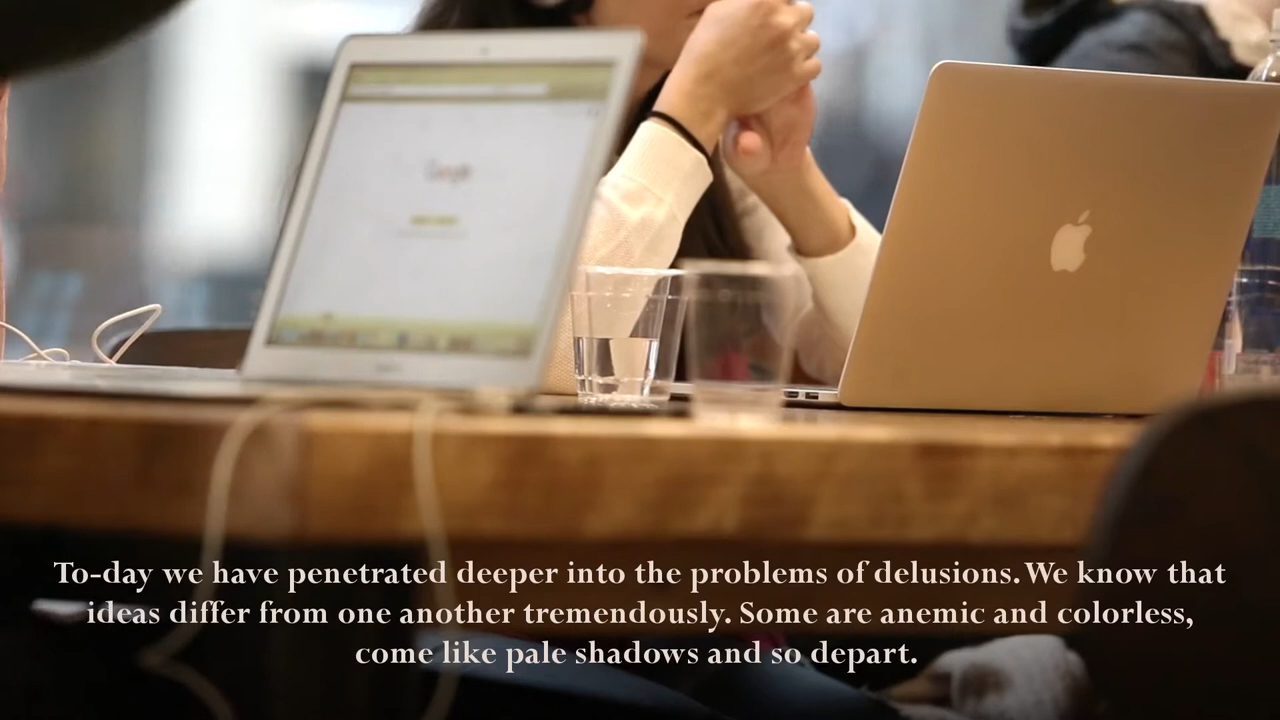 Google
To-day we have penetrated deeper into the problems of delusions. We know that
ideas differ from one another tremendously. Some are anemic and colorless,
come like pale shadows and so depart.